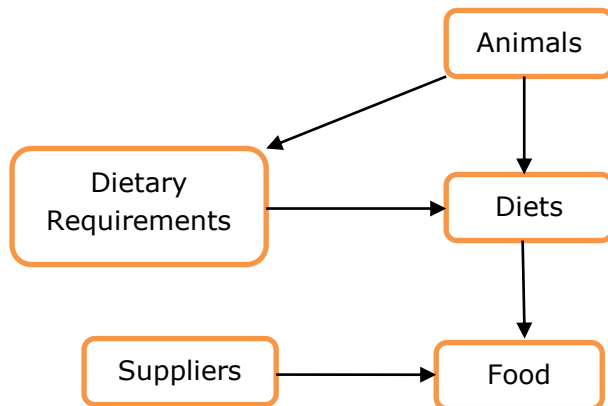 Animals
Dietary
Requirements
Diets
Suppliers
Food